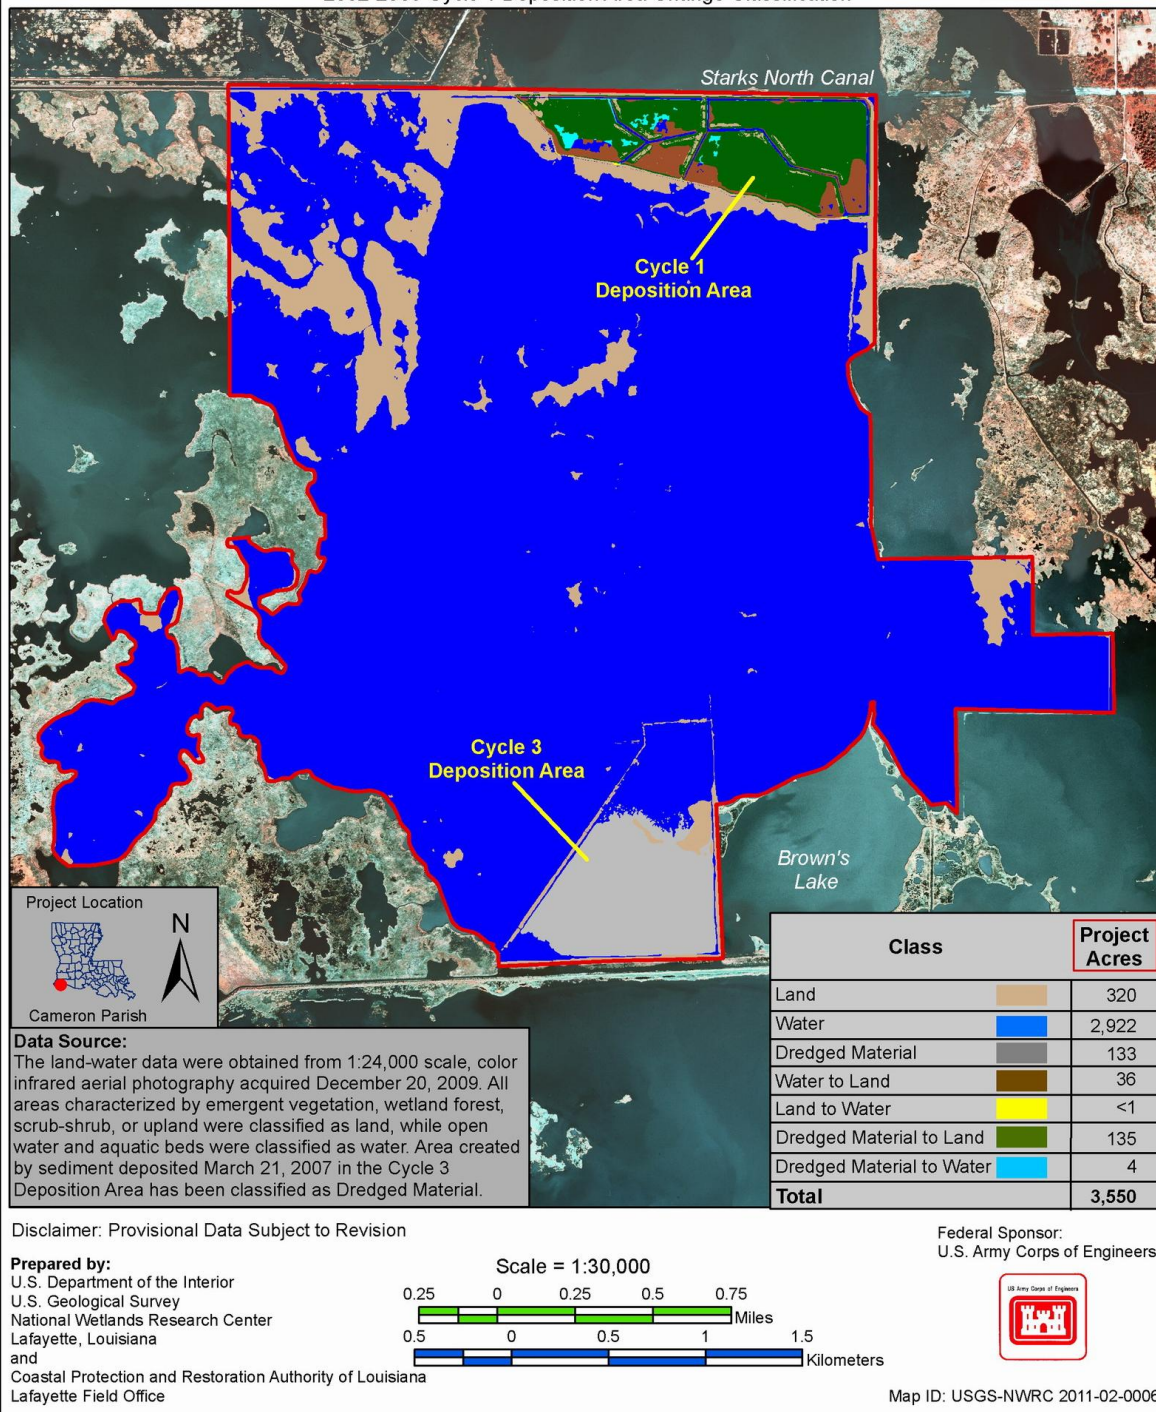 Starks North Canal
Cycle 1
Deposition Area
Cycle 3
Deposition Area
Brown's
Lake
Project Location
N
Cameron Parish
Data Source:
The land-water data were obtained from 1:24,000 scale, color
infrared aerial photography acquired December 20, 2009. All
areas characterized by emergent vegetation, wetland forest,
scrub-shrub, or upland were classified as land, while open
water and aquatic beds were classified as water. Area created
by sediment deposited March 21, 2007 in the Cycle 3
Deposition Area has been classified as Dredged Material.
Class Project
Acres
Land 320
Water 2,922
Dredged Material 133
Water to Land 36
Land to Water <1
Dredged Material to Land 135
Dredged Material to Water 4
Total 3,550
Disclaimer: Provisional Data Subject to Revision
Prepared by:
U.S. Department of the Interior
U.S. Geological Survey
National Wetlands Research Center
Lafayette, Louisiana
and
Coastal Protection and Restoration Authority of Louisiana
Lafayette Field Office
Scale = 1:30,000
0.25 0 0.25 0.5 0.75
Miles
0.5 0 0.5 1 1.5
Kilometers
Federal Sponsor:
U.S. Army Corps of Engineers
US Army Corps of Engineers
Map ID: USGS-NWRC 2011-02-0006